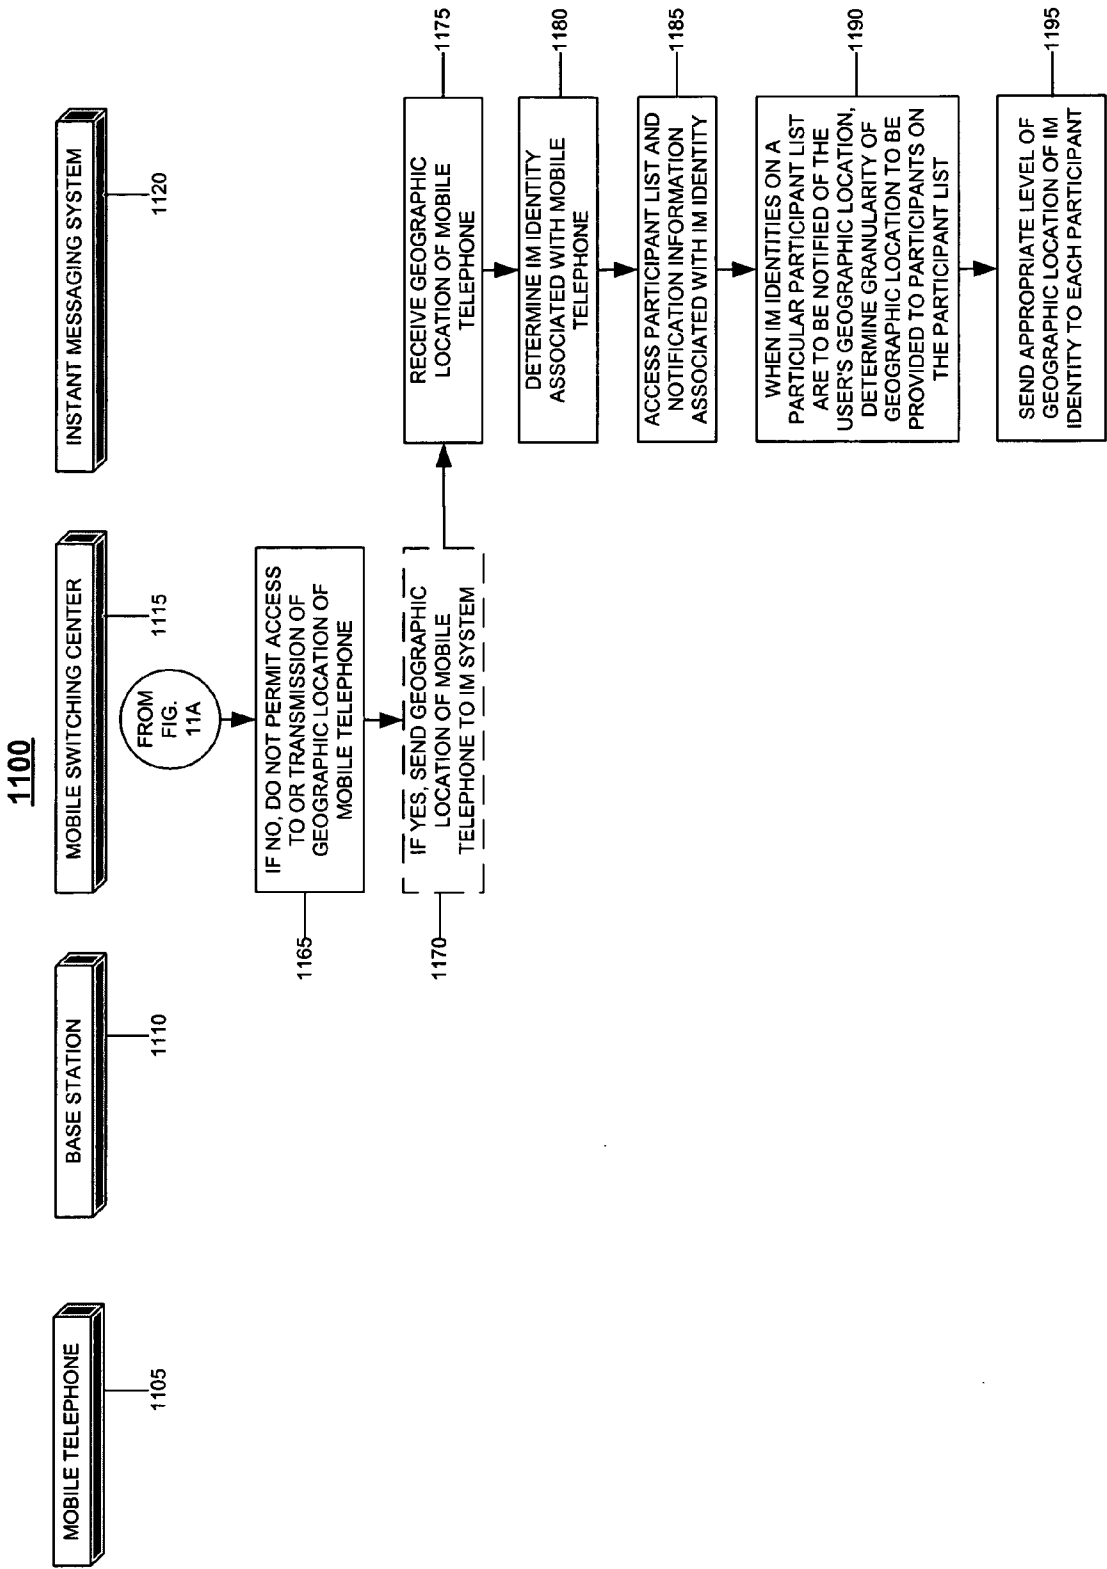 1100
MOBILE TELEPHONE
1105
BASE STATION
1110
MOBILE SWITCHING CENTER
1115
INSTANT MESSAGING SYSTEM
1120
FROM
FIG.
11A
IF NO, DO NOT PERMIT ACCESS
TO OR TRANSMISSION OF
GEOGRAPHIC LOCATION OF
MOBILE TELEPHONE
1165
IF YES, SEND GEOGRAPHIC
LOCATION OF MOBILE
TELEPHONE TO IM SYSTEM
1170
RECEIVE GEOGRAPHIC
LOCATION OF MOBILE
TELEPHONE
1175
DETERMINE IM IDENTITY
ASSOCIATED WITH MOBILE
TELEPHONE
1180
ACCESS PARTICIPANT LIST AND
NOTIFICATION INFORMATION
ASSOCIATED WITH IM IDENTITY
1185
WHEN IM IDENTITIES ON A
PARTICULAR PARTICIPANT LIST
ARE TO BE NOTIFIED OF THE
USER'S GEOGRAPHIC LOCATION,
DETERMINE GRANULARITY OF
GEOGRAPHIC LOCATION TO BE
PROVIDED TO PARTICIPANTS ON
THE PARTICIPANT LIST
1190
SEND APPROPRIATE LEVEL OF
GEOGRAPHIC LOCATION OF IM
IDENTITY TO EACH PARTICIPANT
1195